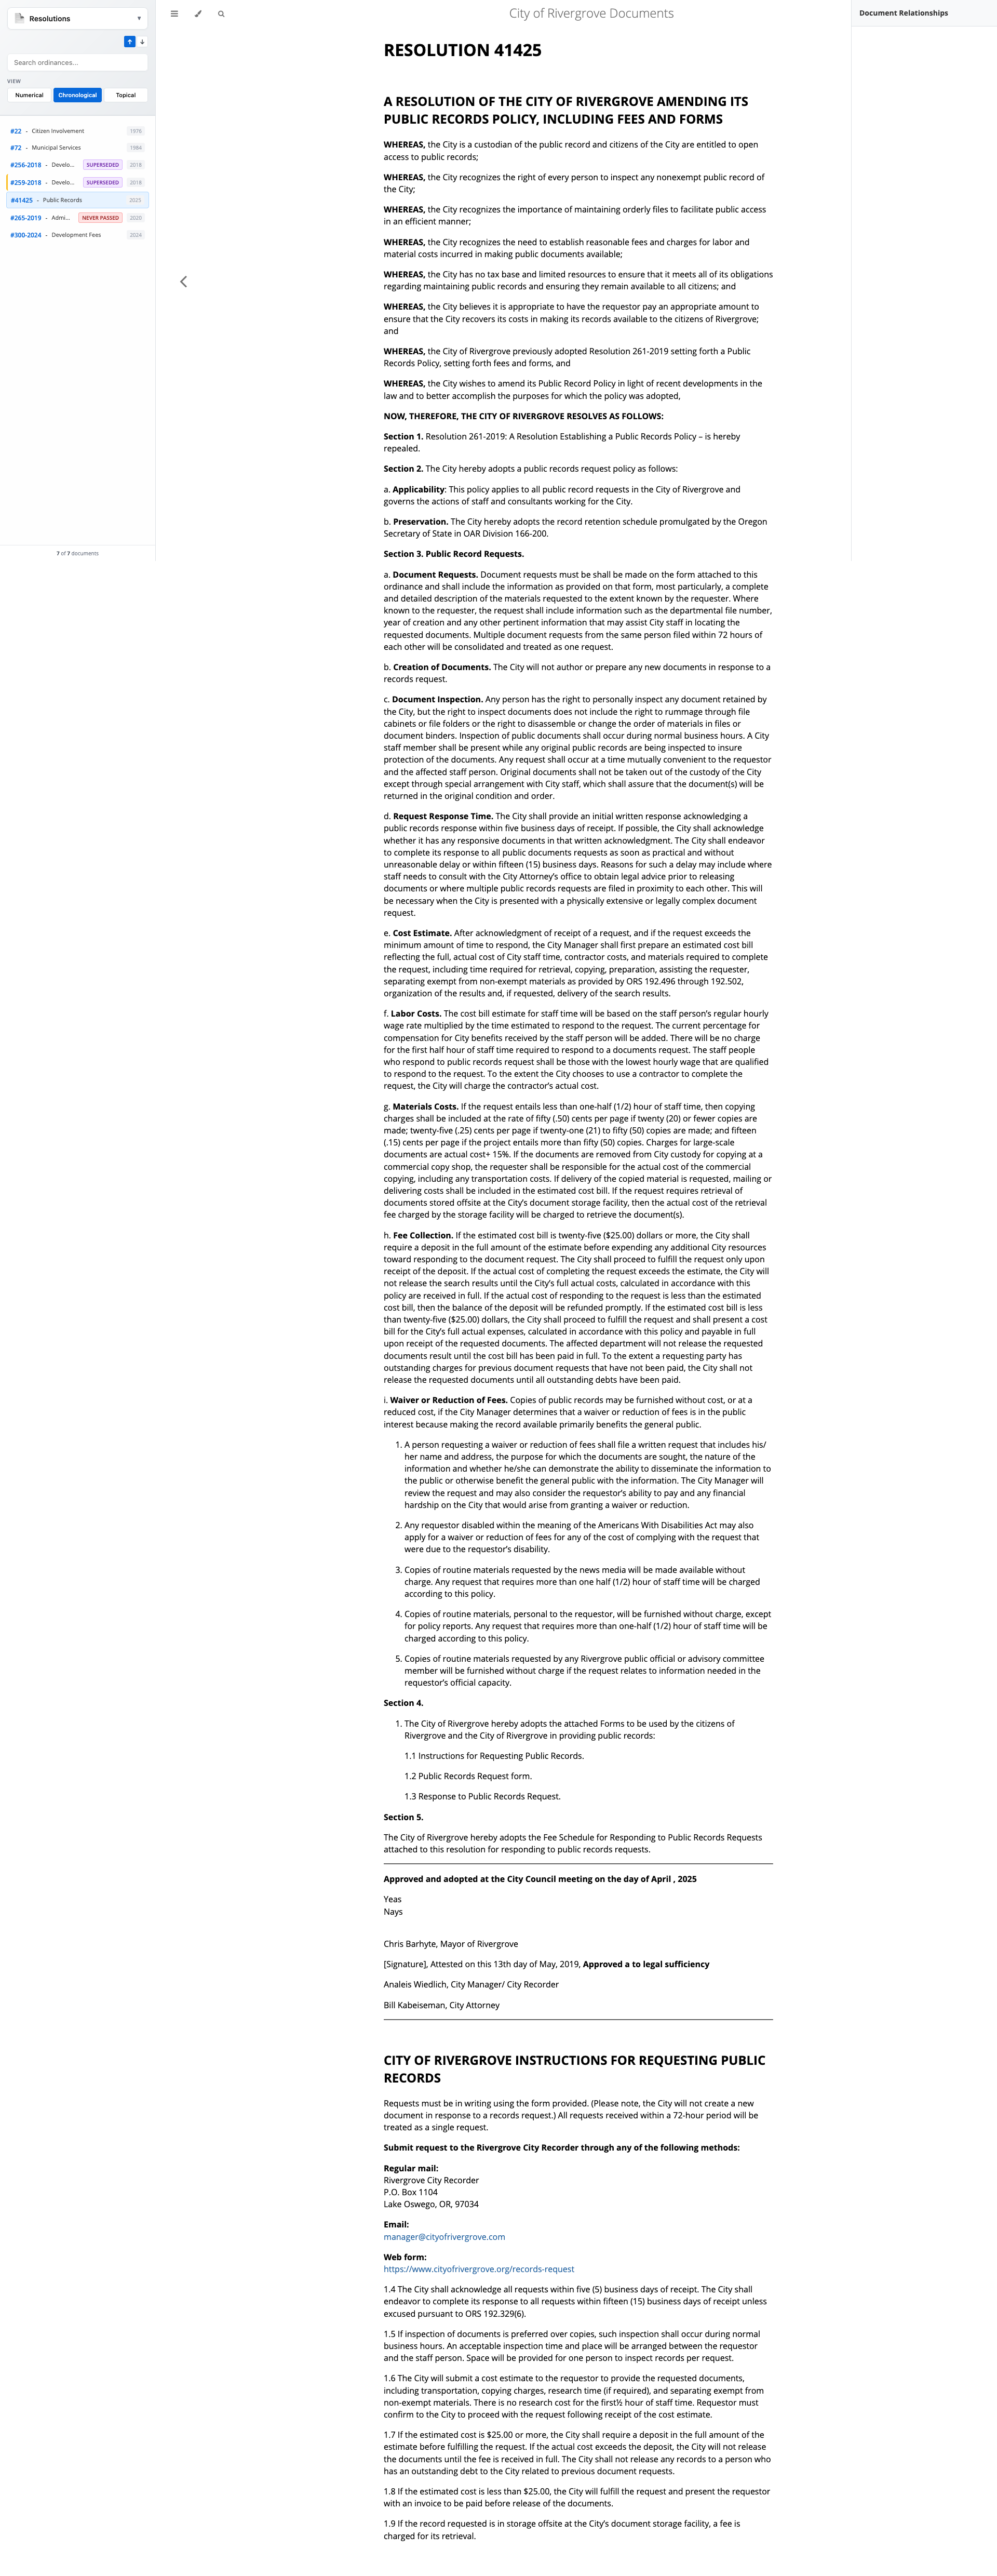 Resolutions
Search ordinances...
VIEW
Numerical
Chronological
Topical
#22 - Citizen Involvement 1976
#72 - Municipal Services 1984
#256-2018 - Develo... SUPERSEDED 2018
#259-2018 - Develo... SUPERSEDED 2018
#41425 - Public Records 2025
#265-2019 - Admi... NEVER PASSED 2020
#300-2024 - Development Fees 2024
7 of 7 documents
City of Rivergrove Documents
Document Relationships
RESOLUTION 41425
A RESOLUTION OF THE CITY OF RIVERGROVE AMENDING ITS
PUBLIC RECORDS POLICY, INCLUDING FEES AND FORMS
WHEREAS, the City is a custodian of the public record and citizens of the City are entitled to open
access to public records;
WHEREAS, the City recognizes the right of every person to inspect any nonexempt public record of
the City;
WHEREAS, the City recognizes the importance of maintaining orderly files to facilitate public access
in an efficient manner;
WHEREAS, the City recognizes the need to establish reasonable fees and charges for labor and
material costs incurred in making public documents available;
WHEREAS, the City has no tax base and limited resources to ensure that it meets all of its obligations
regarding maintaining public records and ensuring they remain available to all citizens; and
WHEREAS, the City believes it is appropriate to have the requestor pay an appropriate amount to
ensure that the City recovers its costs in making its records available to the citizens of Rivergrove;
and
WHEREAS, the City of Rivergrove previously adopted Resolution 261-2019 setting forth a Public
Records Policy, setting forth fees and forms, and
WHEREAS, the City wishes to amend its Public Record Policy in light of recent developments in the
law and to better accomplish the purposes for which the policy was adopted,
NOW, THEREFORE, THE CITY OF RIVERGROVE RESOLVES AS FOLLOWS:
Section 1. Resolution 261-2019: A Resolution Establishing a Public Records Policy – is hereby
repealed.
Section 2. The City hereby adopts a public records request policy as follows:
a. Applicability: This policy applies to all public record requests in the City of Rivergrove and
governs the actions of staff and consultants working for the City.
b. Preservation. The City hereby adopts the record retention schedule promulgated by the Oregon
Secretary of State in OAR Division 166-200.
Section 3. Public Record Requests.
a. Document Requests. Document requests must be shall be made on the form attached to this
ordinance and shall include the information as provided on that form, most particularly, a complete
and detailed description of the materials requested to the extent known by the requester. Where
known to the requester, the request shall include information such as the departmental file number,
year of creation and any other pertinent information that may assist City staff in locating the
requested documents. Multiple document requests from the same person filed within 72 hours of
each other will be consolidated and treated as one request.
b. Creation of Documents. The City will not author or prepare any new documents in response to a
records request.
c. Document Inspection. Any person has the right to personally inspect any document retained by
the City, but the right to inspect documents does not include the right to rummage through file
cabinets or file folders or the right to disassemble or change the order of materials in files or
document binders. Inspection of public documents shall occur during normal business hours. A City
staff member shall be present while any original public records are being inspected to insure
protection of the documents. Any request shall occur at a time mutually convenient to the requestor
and the affected staff person. Original documents shall not be taken out of the custody of the City
except through special arrangement with City staff, which shall assure that the document(s) will be
returned in the original condition and order.
d. Request Response Time. The City shall provide an initial written response acknowledging a
public records response within five business days of receipt. If possible, the City shall acknowledge
whether it has any responsive documents in that written acknowledgment. The City shall endeavor
to complete its response to all public documents requests as soon as practical and without
unreasonable delay or within fifteen (15) business days. Reasons for such a delay may include where
staff needs to consult with the City Attorney's office to obtain legal advice prior to releasing
documents or where multiple public records requests are filed in proximity to each other. This will
be necessary when the City is presented with a physically extensive or legally complex document
request.
e. Cost Estimate. After acknowledgment of receipt of a request, and if the request exceeds the
minimum amount of time to respond, the City Manager shall first prepare an estimated cost bill
reflecting the full, actual cost of City staff time, contractor costs, and materials required to complete
the request, including time required for retrieval, copying, preparation, assisting the requester,
separating exempt from non-exempt materials as provided by ORS 192.496 through 192.502,
organization of the results and, if requested, delivery of the search results.
f. Labor Costs. The cost bill estimate for staff time will be based on the staff person's regular hourly
wage rate multiplied by the time estimated to respond to the request. The current percentage for
compensation for City benefits received by the staff person will be added. There will be no charge
for the first half hour of staff time required to respond to a documents request. The staff people
who respond to public records request shall be those with the lowest hourly wage that are qualified
to respond to the request. To the extent the City chooses to use a contractor to complete the
request, the City will charge the contractor's actual cost.
g. Materials Costs. If the request entails less than one-half (1/2) hour of staff time, then copying
charges shall be included at the rate of fifty (.50) cents per page if twenty (20) or fewer copies are
made; twenty-five (.25) cents per page if twenty-one (21) to fifty (50) copies are made; and fifteen
(.15) cents per page if the project entails more than fifty (50) copies. Charges for large-scale
documents are actual cost+ 15%. If the documents are removed from City custody for copying at a
commercial copy shop, the requester shall be responsible for the actual cost of the commercial
copying, including any transportation costs. If delivery of the copied material is requested, mailing or
delivering costs shall be included in the estimated cost bill. If the request requires retrieval of
documents stored offsite at the City's document storage facility, then the actual cost of the retrieval
fee charged by the storage facility will be charged to retrieve the document(s).
h. Fee Collection. If the estimated cost bill is twenty-five ($25.00) dollars or more, the City shall
require a deposit in the full amount of the estimate before expending any additional City resources
toward responding to the document request. The City shall proceed to fulfill the request only upon
receipt of the deposit. If the actual cost of completing the request exceeds the estimate, the City will
not release the search results until the City's full actual costs, calculated in accordance with this
policy are received in full. If the actual cost of responding to the request is less than the estimated
cost bill, then the balance of the deposit will be refunded promptly. If the estimated cost bill is less
than twenty-five ($25.00) dollars, the City shall proceed to fulfill the request and shall present a cost
bill for the City's full actual expenses, calculated in accordance with this policy and payable in full
upon receipt of the requested documents. The affected department will not release the requested
documents result until the cost bill has been paid in full. To the extent a requesting party has
outstanding charges for previous document requests that have not been paid, the City shall not
release the requested documents until all outstanding debts have been paid.
i. Waiver or Reduction of Fees. Copies of public records may be furnished without cost, or at a
reduced cost, if the City Manager determines that a waiver or reduction of fees is in the public
interest because making the record available primarily benefits the general public.
1. A person requesting a waiver or reduction of fees shall file a written request that includes his/
her name and address, the purpose for which the documents are sought, the nature of the
information and whether he/she can demonstrate the ability to disseminate the information to
the public or otherwise benefit the general public with the information. The City Manager will
review the request and may also consider the requestor's ability to pay and any financial
hardship on the City that would arise from granting a waiver or reduction.
2. Any requestor disabled within the meaning of the Americans With Disabilities Act may also
apply for a waiver or reduction of fees for any of the cost of complying with the request that
were due to the requestor's disability.
3. Copies of routine materials requested by the news media will be made available without
charge. Any request that requires more than one half (1/2) hour of staff time will be charged
according to this policy.
4. Copies of routine materials, personal to the requestor, will be furnished without charge, except
for policy reports. Any request that requires more than one-half (1/2) hour of staff time will be
charged according to this policy.
5. Copies of routine materials requested by any Rivergrove public official or advisory committee
member will be furnished without charge if the request relates to information needed in the
requestor's official capacity.
Section 4.
1. The City of Rivergrove hereby adopts the attached Forms to be used by the citizens of
Rivergrove and the City of Rivergrove in providing public records:
1.1 Instructions for Requesting Public Records.
1.2 Public Records Request form.
1.3 Response to Public Records Request.
Section 5.
The City of Rivergrove hereby adopts the Fee Schedule for Responding to Public Records Requests
attached to this resolution for responding to public records requests.
Approved and adopted at the City Council meeting on the day of April , 2025
Yeas
Nays
Chris Barhyte, Mayor of Rivergrove
[Signature], Attested on this 13th day of May, 2019, Approved a to legal sufficiency
Analeis Wiedlich, City Manager/ City Recorder
Bill Kabeiseman, City Attorney
CITY OF RIVERGROVE INSTRUCTIONS FOR REQUESTING PUBLIC
RECORDS
Requests must be in writing using the form provided. (Please note, the City will not create a new
document in response to a records request.) All requests received within a 72-hour period will be
treated as a single request.
Submit request to the Rivergrove City Recorder through any of the following methods:
Regular mail:
Rivergrove City Recorder
P.O. Box 1104
Lake Oswego, OR, 97034
Email:
manager@cityofrivergrove.com
Web form:
https://www.cityofrivergrove.org/records-request
1.4 The City shall acknowledge all requests within five (5) business days of receipt. The City shall
endeavor to complete its response to all requests within fifteen (15) business days of receipt unless
excused pursuant to ORS 192.329(6).
1.5 If inspection of documents is preferred over copies, such inspection shall occur during normal
business hours. An acceptable inspection time and place will be arranged between the requestor
and the staff person. Space will be provided for one person to inspect records per request.
1.6 The City will submit a cost estimate to the requestor to provide the requested documents,
including transportation, copying charges, research time (if required), and separating exempt from
non-exempt materials. There is no research cost for the first½ hour of staff time. Requestor must
confirm to the City to proceed with the request following receipt of the cost estimate.
1.7 If the estimated cost is $25.00 or more, the City shall require a deposit in the full amount of the
estimate before fulfilling the request. If the actual cost exceeds the deposit, the City will not release
the documents until the fee is received in full. The City shall not release any records to a person who
has an outstanding debt to the City related to previous document requests.
1.8 If the estimated cost is less than $25.00, the City will fulfill the request and present the requestor
with an invoice to be paid before release of the documents.
1.9 If the record requested is in storage offsite at the City's document storage facility, a fee is
charged for its retrieval.